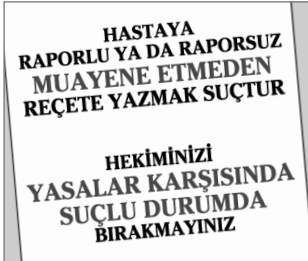 HASTAYA
RAPORLU YA DA RAPORSUZ
MUAYENE ETMEDEN
REÇETE YAZMAK SUÇTUR
HEKİMİNİZİ
YASALAR KARŞISINDA
SUÇLU DURUMDA
BIRAKMAYINIZ